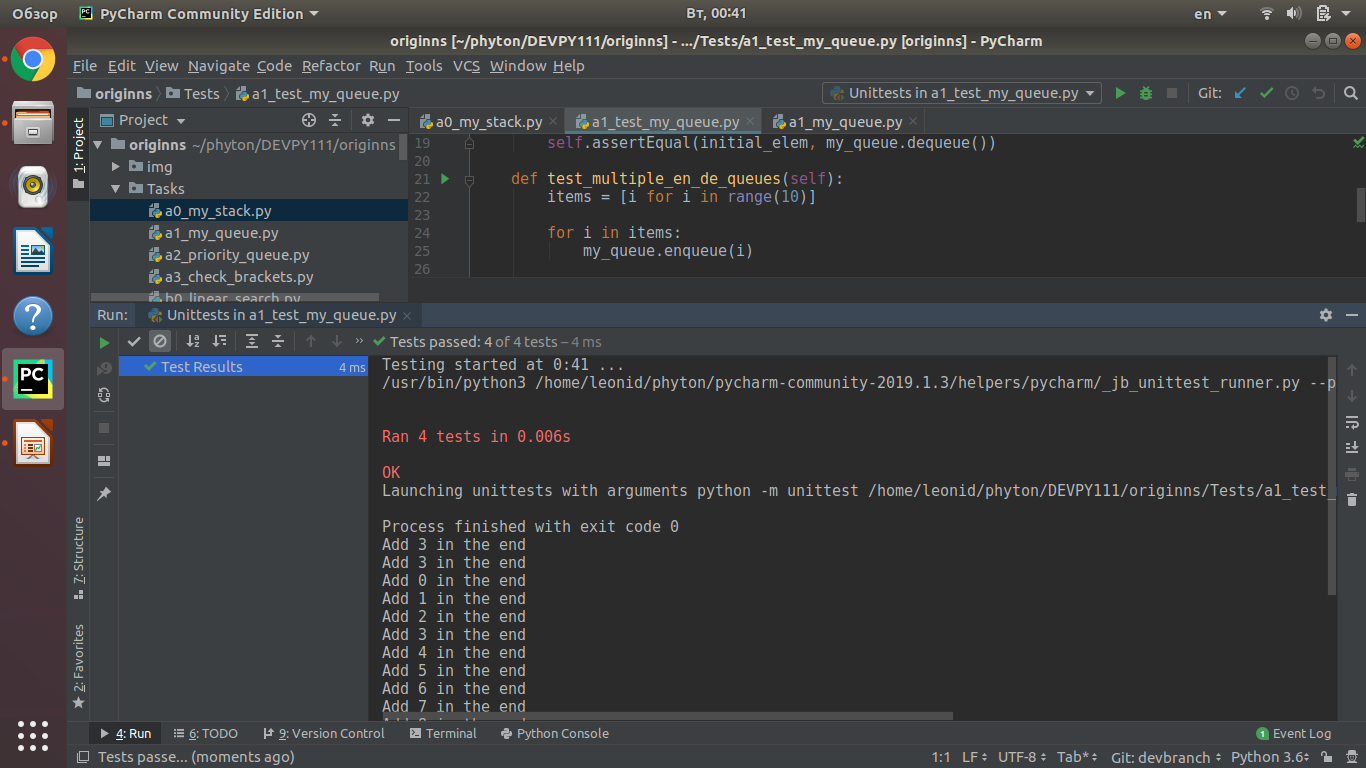 Обзор PyCharm Community Edition Вт, 00:41 en
originns [~/phyton/DEVPY111/originns] - .../Tests/a1_test_my_queue.py [originns] - PyCharm
File Edit View Navigate Code Refactor Run Tools VCS Window Help
originns Tests a1_test_my_queue.py Unittests in a1_test_my_queue.py Git:
1: Project
Project a0_my_stack.py a1_test_my_queue.py a1_my_queue.py
originns ~/phyton/DEVPY111/originns
img
Tasks
a0_my_stack.py
a1_my_queue.py
a2_priority_queue.py
a3_check_brackets.py
b0_linear_search.py
19 self.assertEqual(initial_elem, my_queue.dequeue())
20
21 def test_multiple_en_de_queues(self):
22 items = [i for i in range(10)]
23
24 for i in items:
25 my_queue.enqueue(i)
26
Run: Unittests in a1_test_my_queue.py
Tests passed: 4 of 4 tests – 4 ms
Test Results 4 ms
Testing started at 0:41 ...
/usr/bin/python3 /home/leonid/phyton/pycharm-community-2019.1.3/helpers/pycharm/_jb_unittest_runner.py --p
Ran 4 tests in 0.006s
OK
Launching unittests with arguments python -m unittest /home/leonid/phyton/DEVPY111/originns/Tests/a1_test_
Process finished with exit code 0
Add 3 in the end
Add 3 in the end
Add 0 in the end
Add 1 in the end
Add 2 in the end
Add 3 in the end
Add 4 in the end
Add 5 in the end
Add 6 in the end
Add 7 in the end
7: Structure
2: Favorites
4: Run 6: TODO 9: Version Control Terminal Python Console 1 Event Log
Tests passe... (moments ago) 1:1 LF UTF-8 Tab* Git: devbranch Python 3.6